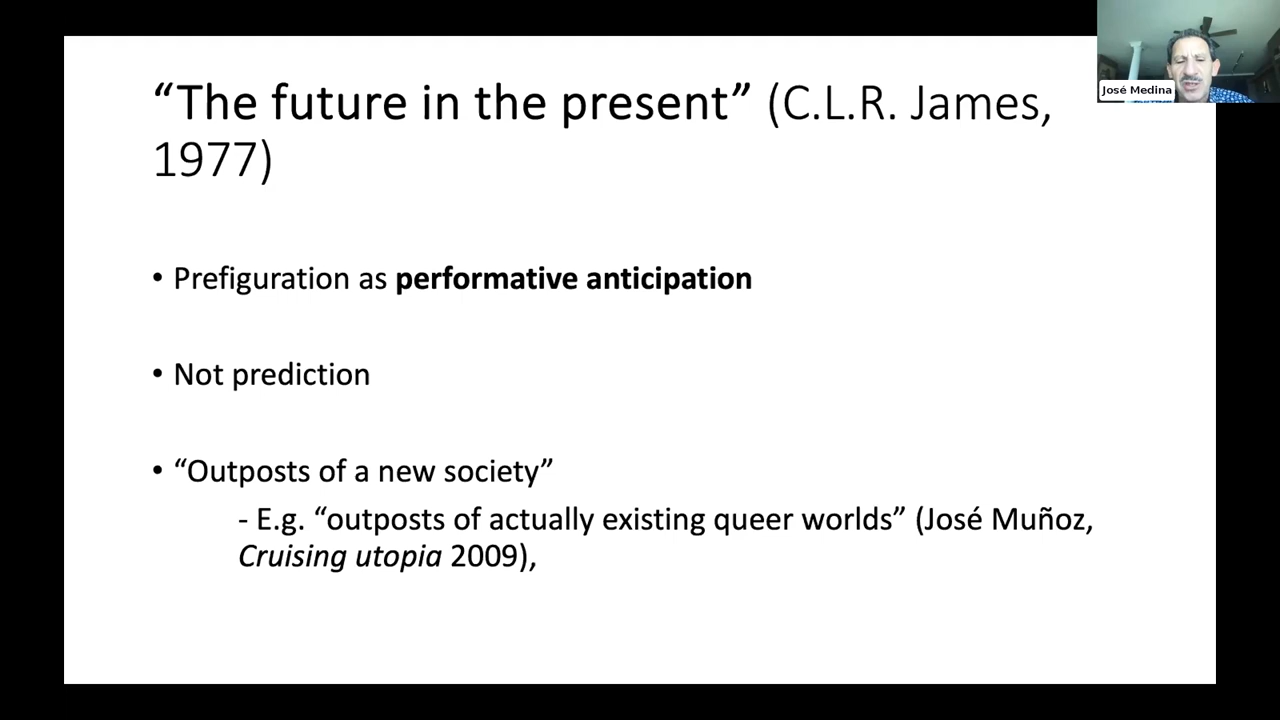 “The future in the present” (C.L.R. James,
1977)
José Medina
• Prefiguration as performative anticipation
• Not prediction
• “Outposts of a new society”
- E.g. “outposts of actually existing queer worlds” (José Muñoz,
Cruising utopia 2009),